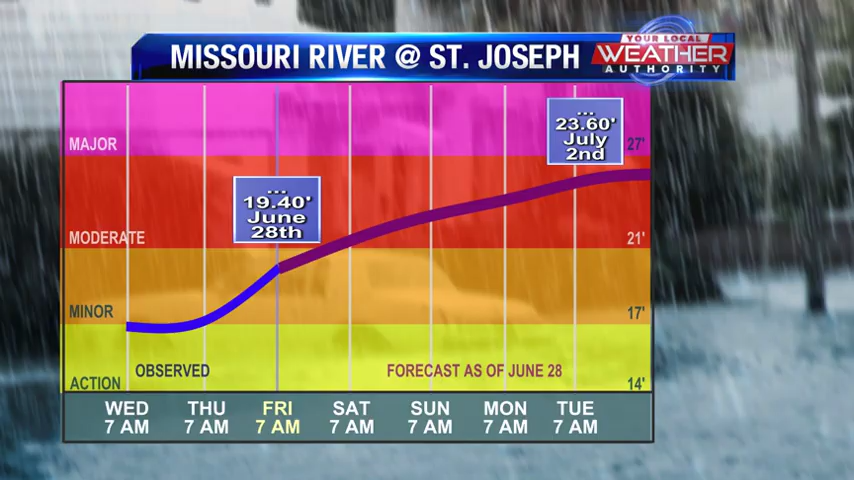 MISSOURI RIVER @ ST. JOSEPH
YOUR LOCAL
WEATHER
AUTHORITY
...
23.60'
July
2nd
MAJOR
27'
...
19.40'
June
28th
MODERATE
21'
MINOR
17'
OBSERVED
FORECAST AS OF JUNE 28
ACTION
14'
WED THU FRI SAT SUN MON TUE
7 AM 7 AM 7 AM 7 AM 7 AM 7 AM 7 AM